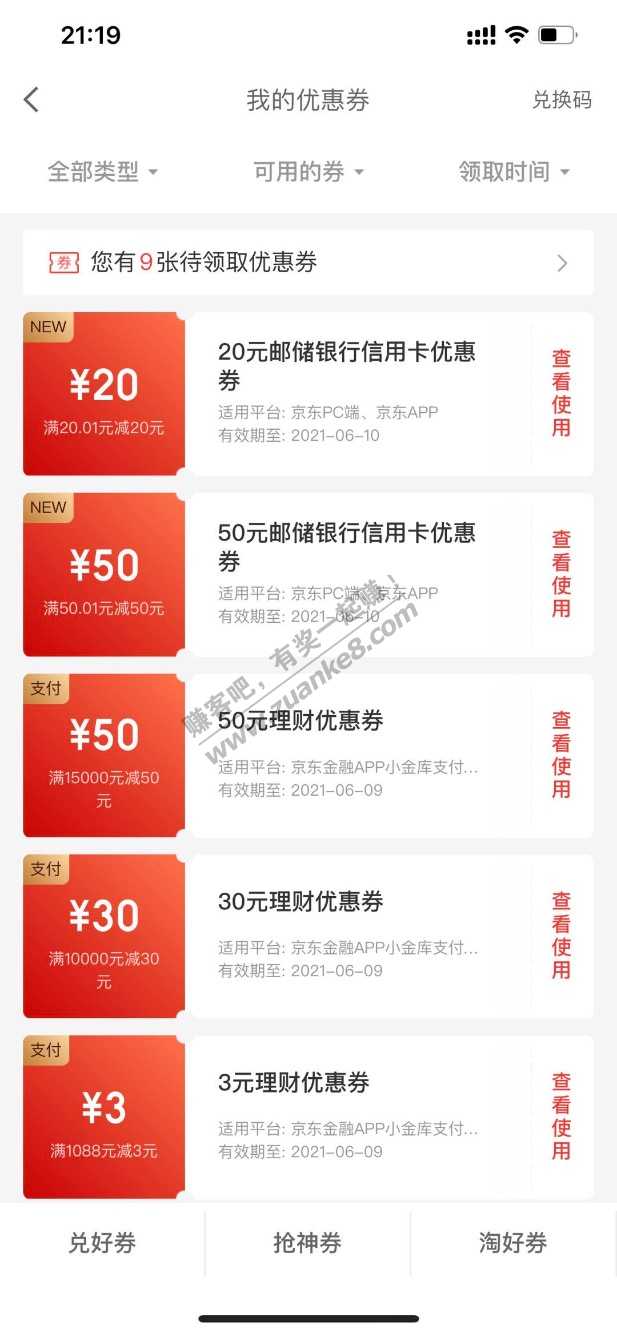 21:19
我的优惠券
兑换码
全部类型
可用的券
领取时间
券
您有9张待领取优惠券
NEW
¥20
满20.01元减20元
20元邮储银行信用卡优惠
券
适用平台: 京东PC端、京东APP
有效期至: 2021-06-10
查看使用
NEW
¥50
满50.01元减50元
50元邮储银行信用卡优惠
券
适用平台: 京东PC端、京东APP
有效期至: 2021-06-10
查看使用
赚客吧，有奖一起赚！
www.zuanke8.com
支付
¥50
满15000元减50
元
50元理财优惠券
适用平台: 京东金融APP小金库支付...
有效期至: 2021-06-09
查看使用
支付
¥30
满10000元减30
元
30元理财优惠券
适用平台: 京东金融APP小金库支付...
有效期至: 2021-06-09
查看使用
支付
¥3
满1088元减3元
3元理财优惠券
适用平台: 京东金融APP小金库支付...
有效期至: 2021-06-09
查看使用
兑好券
抢神券
淘好券